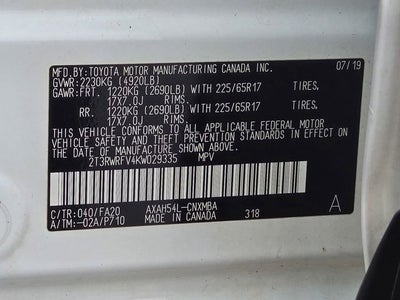 MFD.BY:TOYOTA MOTOR MANUFACTURING CANADA INC. 07/19
GVWR:2230KG (4920LB)
GAWR:FRT. 1220KG (2690LB) WITH 225/65R17 TIRES.
17X7.0J RIMS.
RR. 1220KG (2690LB) WITH 225/65R17 TIRES.
17X7.0J RIMS.
THIS VEHICLE CONFORMS TO ALL APPLICABLE FEDERAL MOTOR
VEHICLE SAFETY AND THEFT PREVENTION STANDARDS IN EFFECT
ON THE DATE OF MANUFACTURE SHOWN ABOVE.
2T3RWRFV4KW029335 MPV
C/TR:040/FA20 AXAH54L-CNXMBA
A/TM:-02A/P710 MADE IN CANADA 318 A